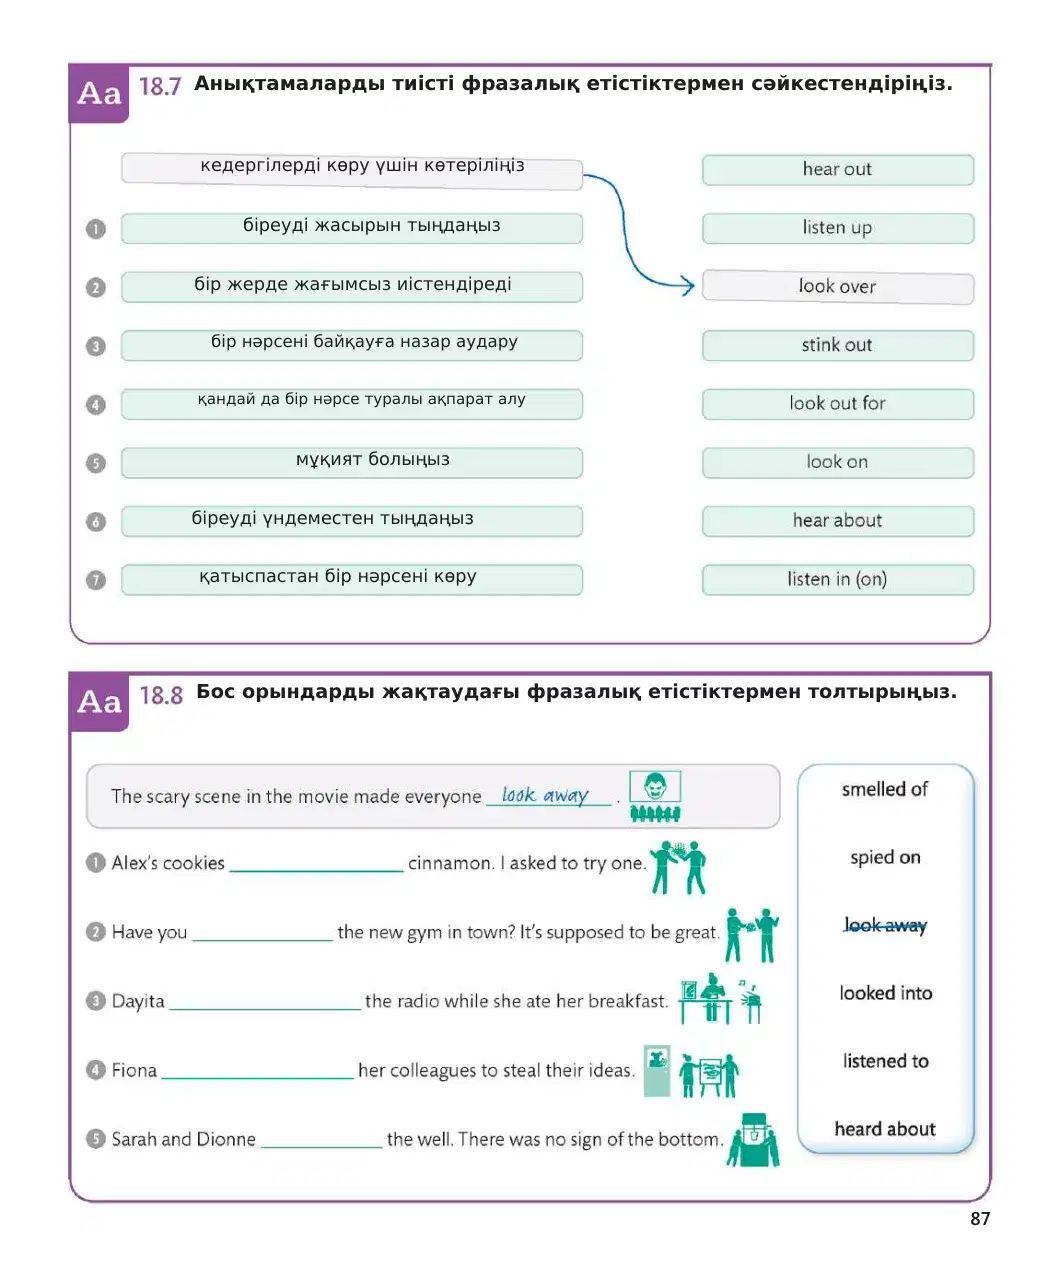 Aa 18.7 Анықтамаларды тиісті фразалық етістіктермен сәйкестендіріңіз.
кедергілерді көру үшін көтеріліңіз hear out
1 біреуді жасырын тыңдаңыз listen up
2 бір жерде жағымсыз иістендіреді look over
3 бір нәрсені байқауға назар аудару stink out
4 қандай да бір нәрсе туралы ақпарат алу look out for
5 мұқият болыңыз look on
6 біреуді үндеместен тыңдаңыз hear about
7 қатыспастан бір нәрсені көру listen in (on)
Aa 18.8 Бос орындарды жақтаудағы фразалық етістіктермен толтырыңыз.
The scary scene in the movie made everyone look away .
1 Alex’s cookies cinnamon. I asked to try one.
2 Have you the new gym in town? It’s supposed to be great.
3 Dayita the radio while she ate her breakfast.
4 Fiona her colleagues to steal their ideas.
5 Sarah and Dionne the well. There was no sign of the bottom.
smelled of
spied on
look away
looked into
listened to
heard about
87